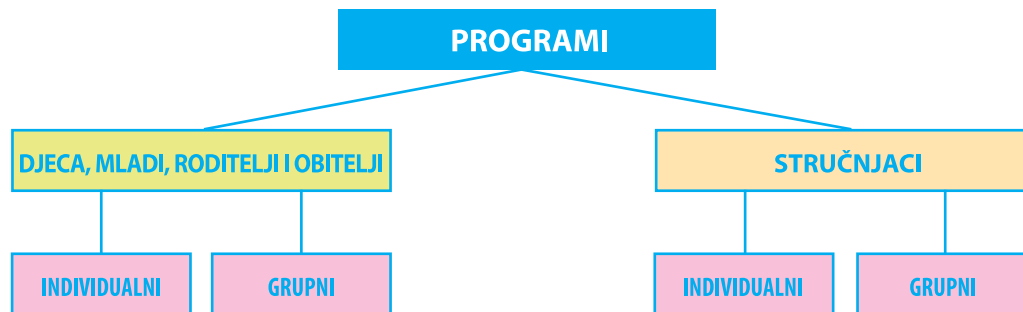 PROGRAMI
DJECA, MLADI, RODITELJI I OBITELJI
STRUČNJACI
INDIVIDUALNI
GRUPNI
INDIVIDUALNI
GRUPNI